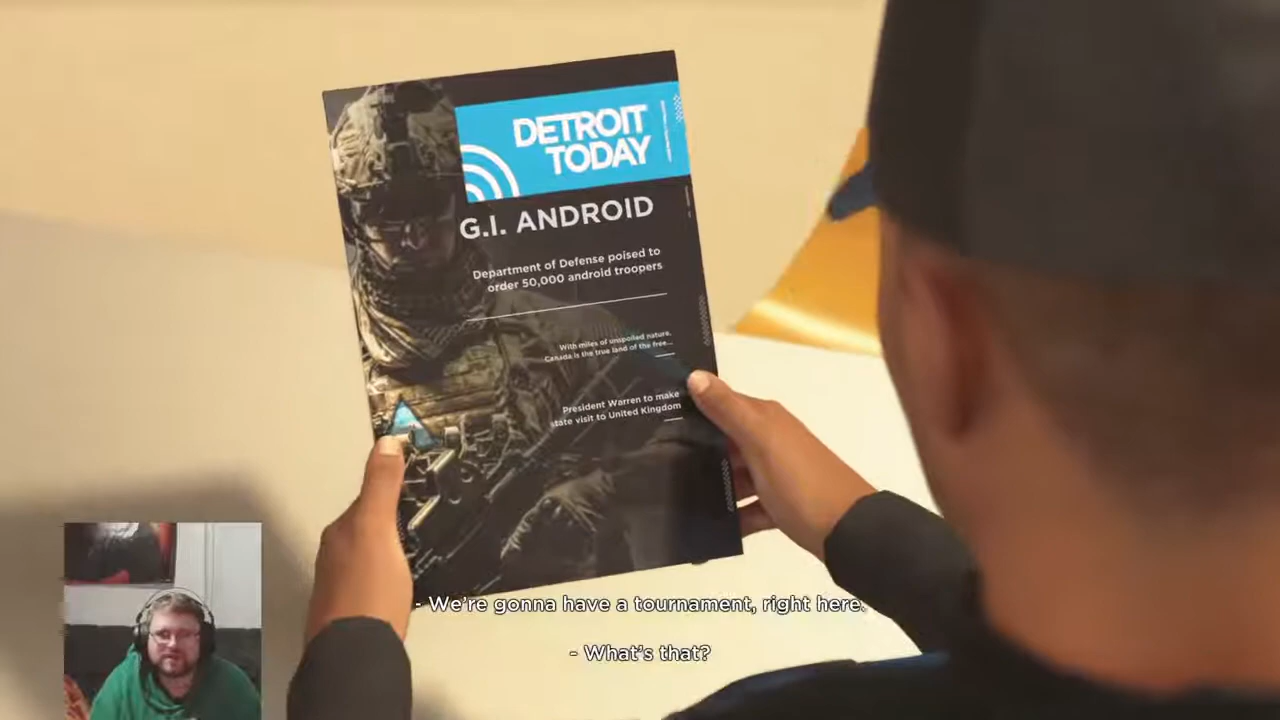 DETROIT
TODAY
G.I. ANDROID
Department of Defense poised to
order 50,000 android troopers
With miles of unspoiled nature,
Canada is the true land of the free...
President Warren to make
state visit to United Kingdom
- We're gonna have a tournament, right here.
- What's that?